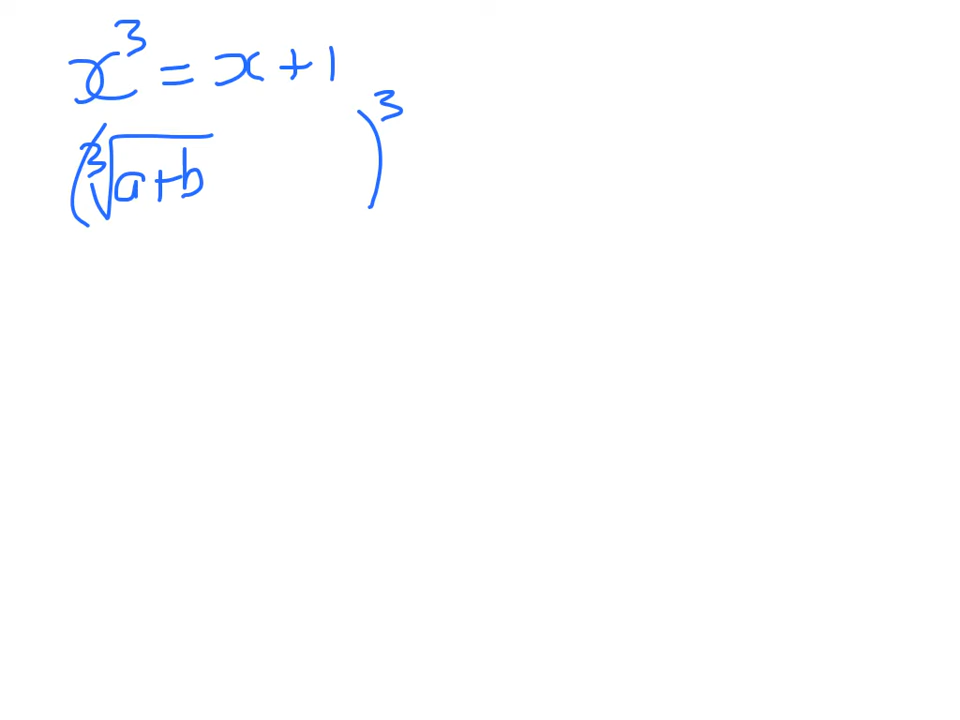 x³ = x + 1
(∛(a+b) )³